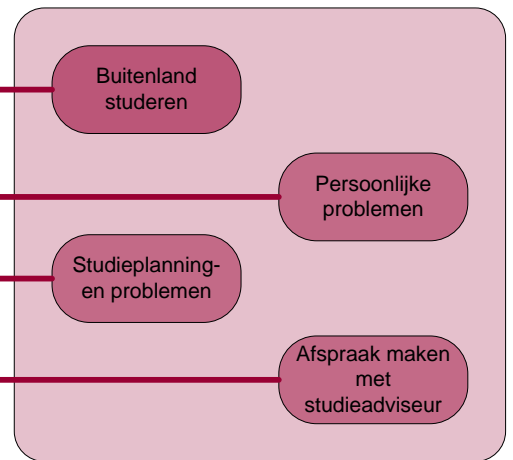 Buitenland
studeren
Persoonlijke
problemen
Studieplanning-
en problemen
Afspraak maken
met
studieadviseur